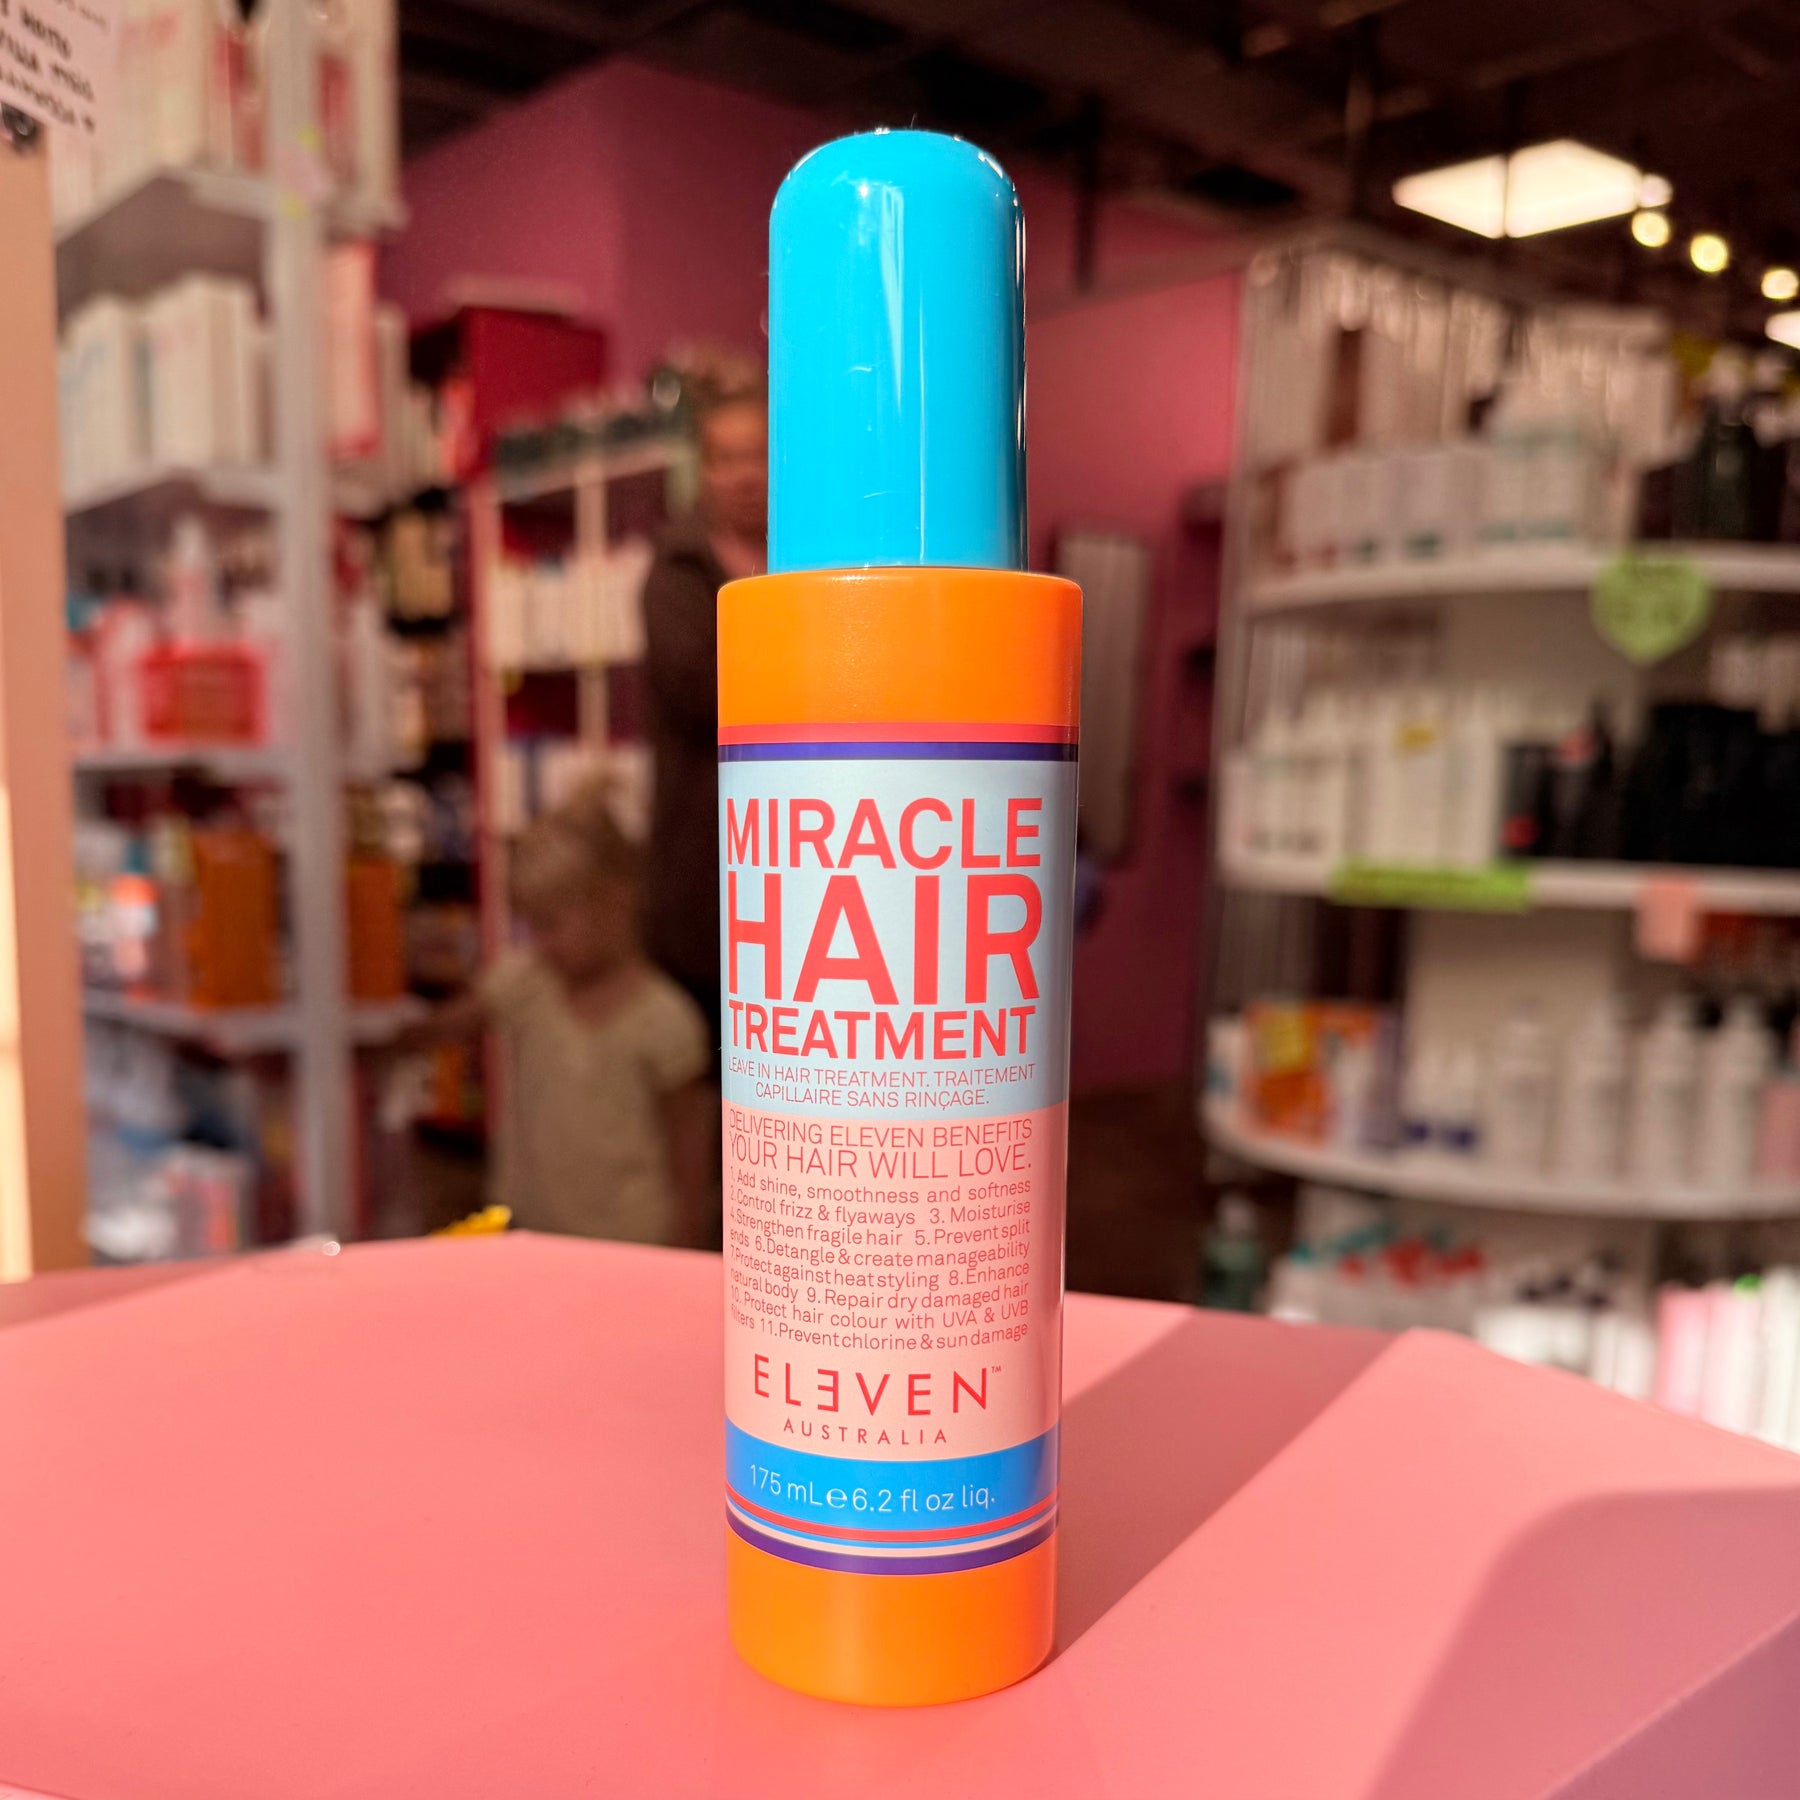 MIRACLE
HAIR
TREATMENT
LEAVE IN HAIR TREATMENT. TRAITEMENT
CAPILLAIRE SANS RINÇAGE.
DELIVERING ELEVEN BENEFITS
YOUR HAIR WILL LOVE.
1. Add shine, smoothness and softness
2. Control frizz & flyaways 3. Moisturise
4. Strengthen fragile hair 5. Prevent split
ends 6. Detangle & create manageability
7. Protect against heat styling 8. Enhance
natural body 9. Repair dry damaged hair
10. Protect hair colour with UVA & UVB
filters 11. Prevent chlorine & sun damage
ELEVEN™
AUSTRALIA
175 mL e 6.2 fl oz liq.